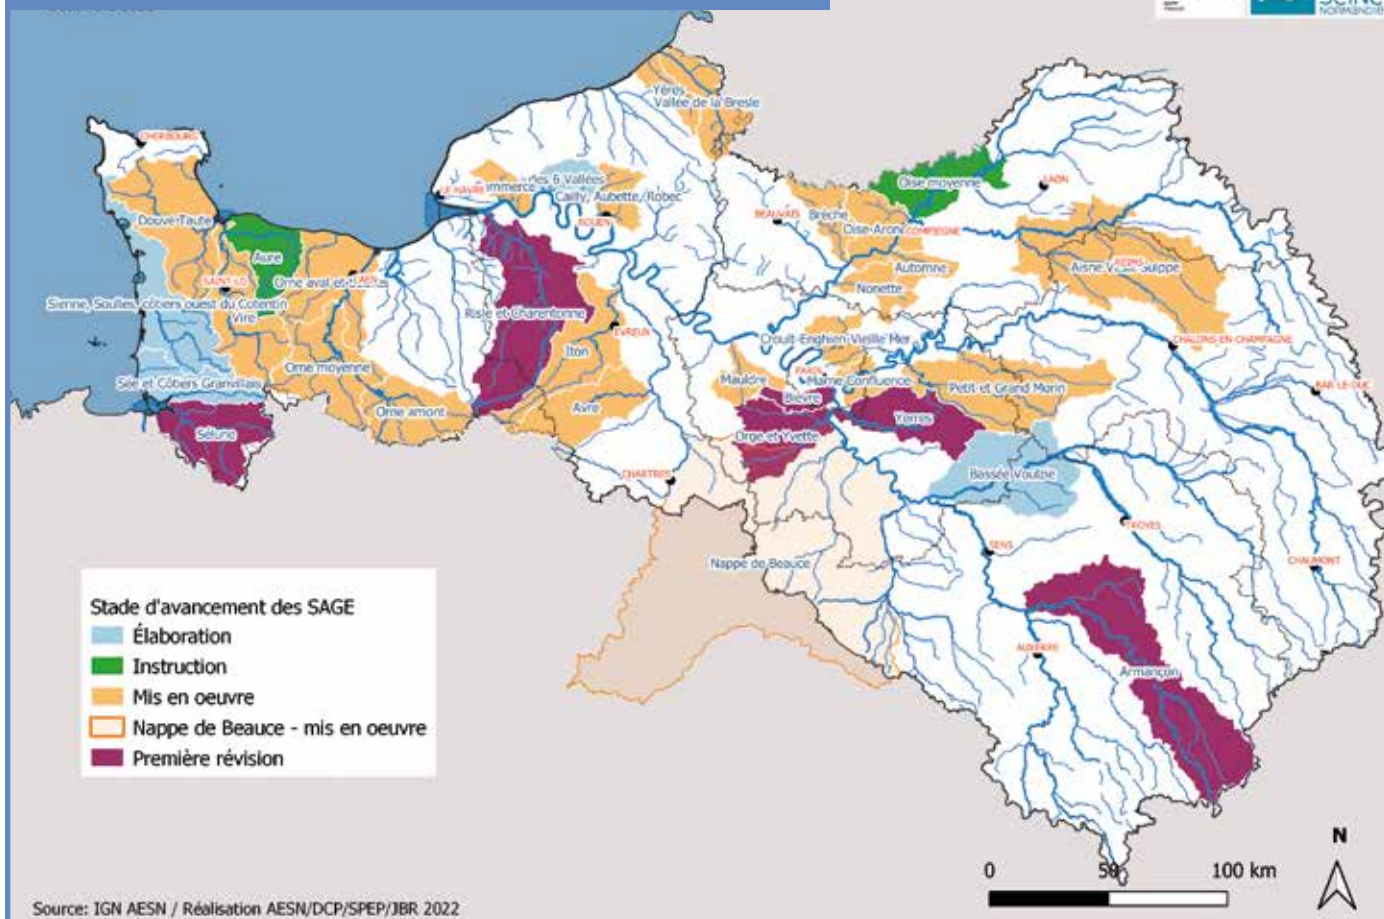 NORMANDIE
Yères
Vallée de la Bresle
CHERBOURG
LE HAVRE
Commerce
des 6 Vallées
Cailly, Aubette, Robec
ROUEN
Oise moyenne
LAON
BEAUVAIS
Brèche
Oise-Aronde
COMPIEGNE
Douve-Taute
Aure
SAINT-LO
Orne aval et
CAEN
Automne
Nonette
Aisne Vesle Suippe
REIMS
Sienne, Soulles, côtiers ouest du Cotentin
Vire
Risle et Charentonne
EVREUX
Iton
Croult-Enghien-Vieille Mer
CHALONS-EN-CHAMPAGNE
Orne moyenne
Sée et Côtiers Granvillais
PARIS
Mauldre
Marne Confluence
Petit et Grand Morin
BAR-LE-DUC
Bièvre
Avre
Orne amont
Yerres
Sélune
Orge et Yvette
CHARTRES
Bassée Voulzie
TROYES
SENS
Nappe de Beauce
CHAUMONT
AUXERRE
Armançon
Stade d'avancement des SAGE
Élaboration
Instruction
Mis en oeuvre
Nappe de Beauce - mis en oeuvre
Première révision
N
0 50 100 km
Source: IGN AESN / Réalisation AESN/DCP/SPEP/JBR 2022